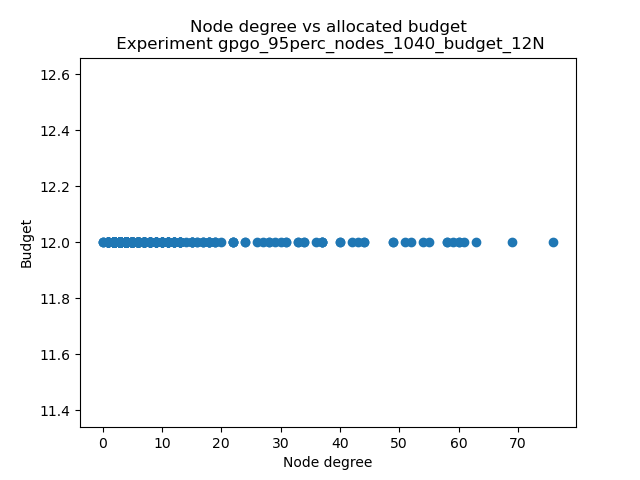 Node degree vs allocated budget
Experiment gpgo_95perc_nodes_1040_budget_12N
12.6
12.4
12.2
12.0
11.8
11.6
11.4
Budget
0 10 20 30 40 50 60 70
Node degree